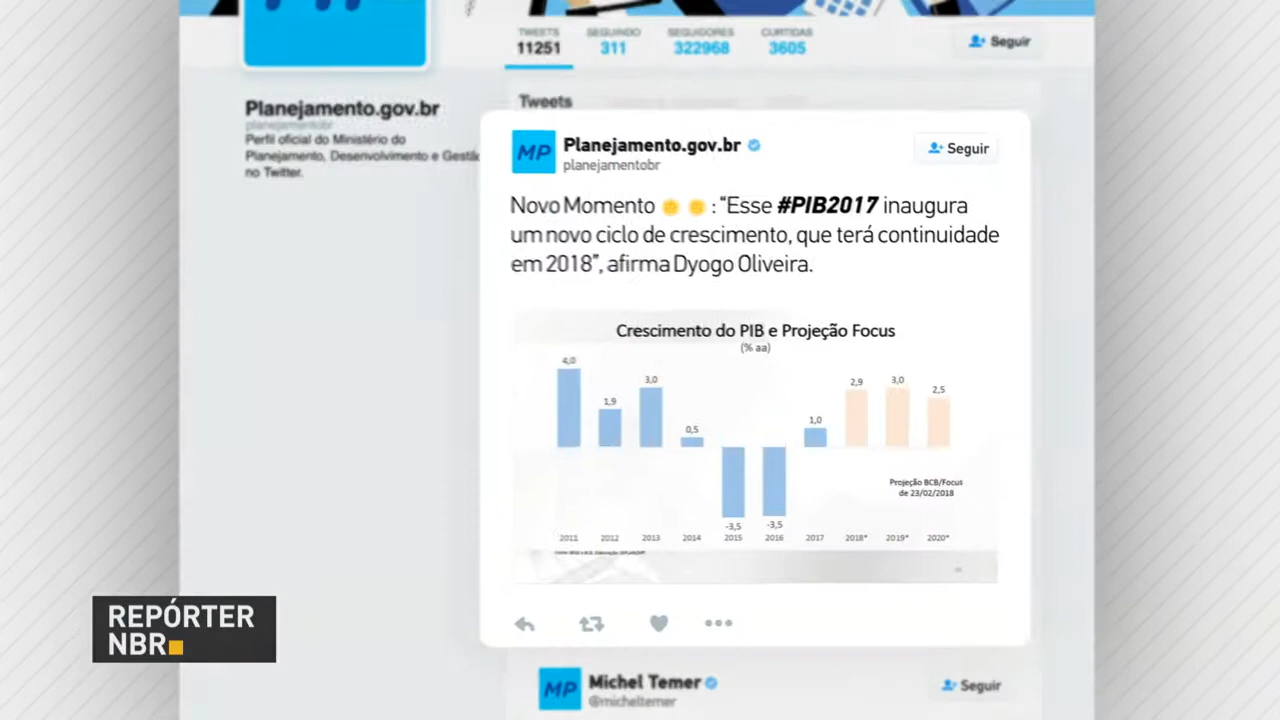 TWEETS SEGUINDO SEGUIDORES CURTIDAS
11251 311 322968 3605
Seguir
Planejamento.gov.br
planejamentobr
Perfil oficial do Ministério do
Planejamento, Desenvolvimento e Gestão
no Twitter.
Tweets
MP Planejamento.gov.br
planejamentobr
Seguir
Novo Momento : “Esse #PIB2017 inaugura
um novo ciclo de crescimento, que terá continuidade
em 2018”, afirma Dyogo Oliveira.
Crescimento do PIB e Projeção Focus
(% aa)
4,0 1,9 3,0 0,5 -3,5 -3,5 1,0 2,9 3,0 2,5
Projeção BCB/Focus
de 23/02/2018
2011 2012 2013 2014 2015 2016 2017 2018* 2019* 2020*
MP Michel Temer
@micheltemer
Seguir
REPÓRTER
NBR